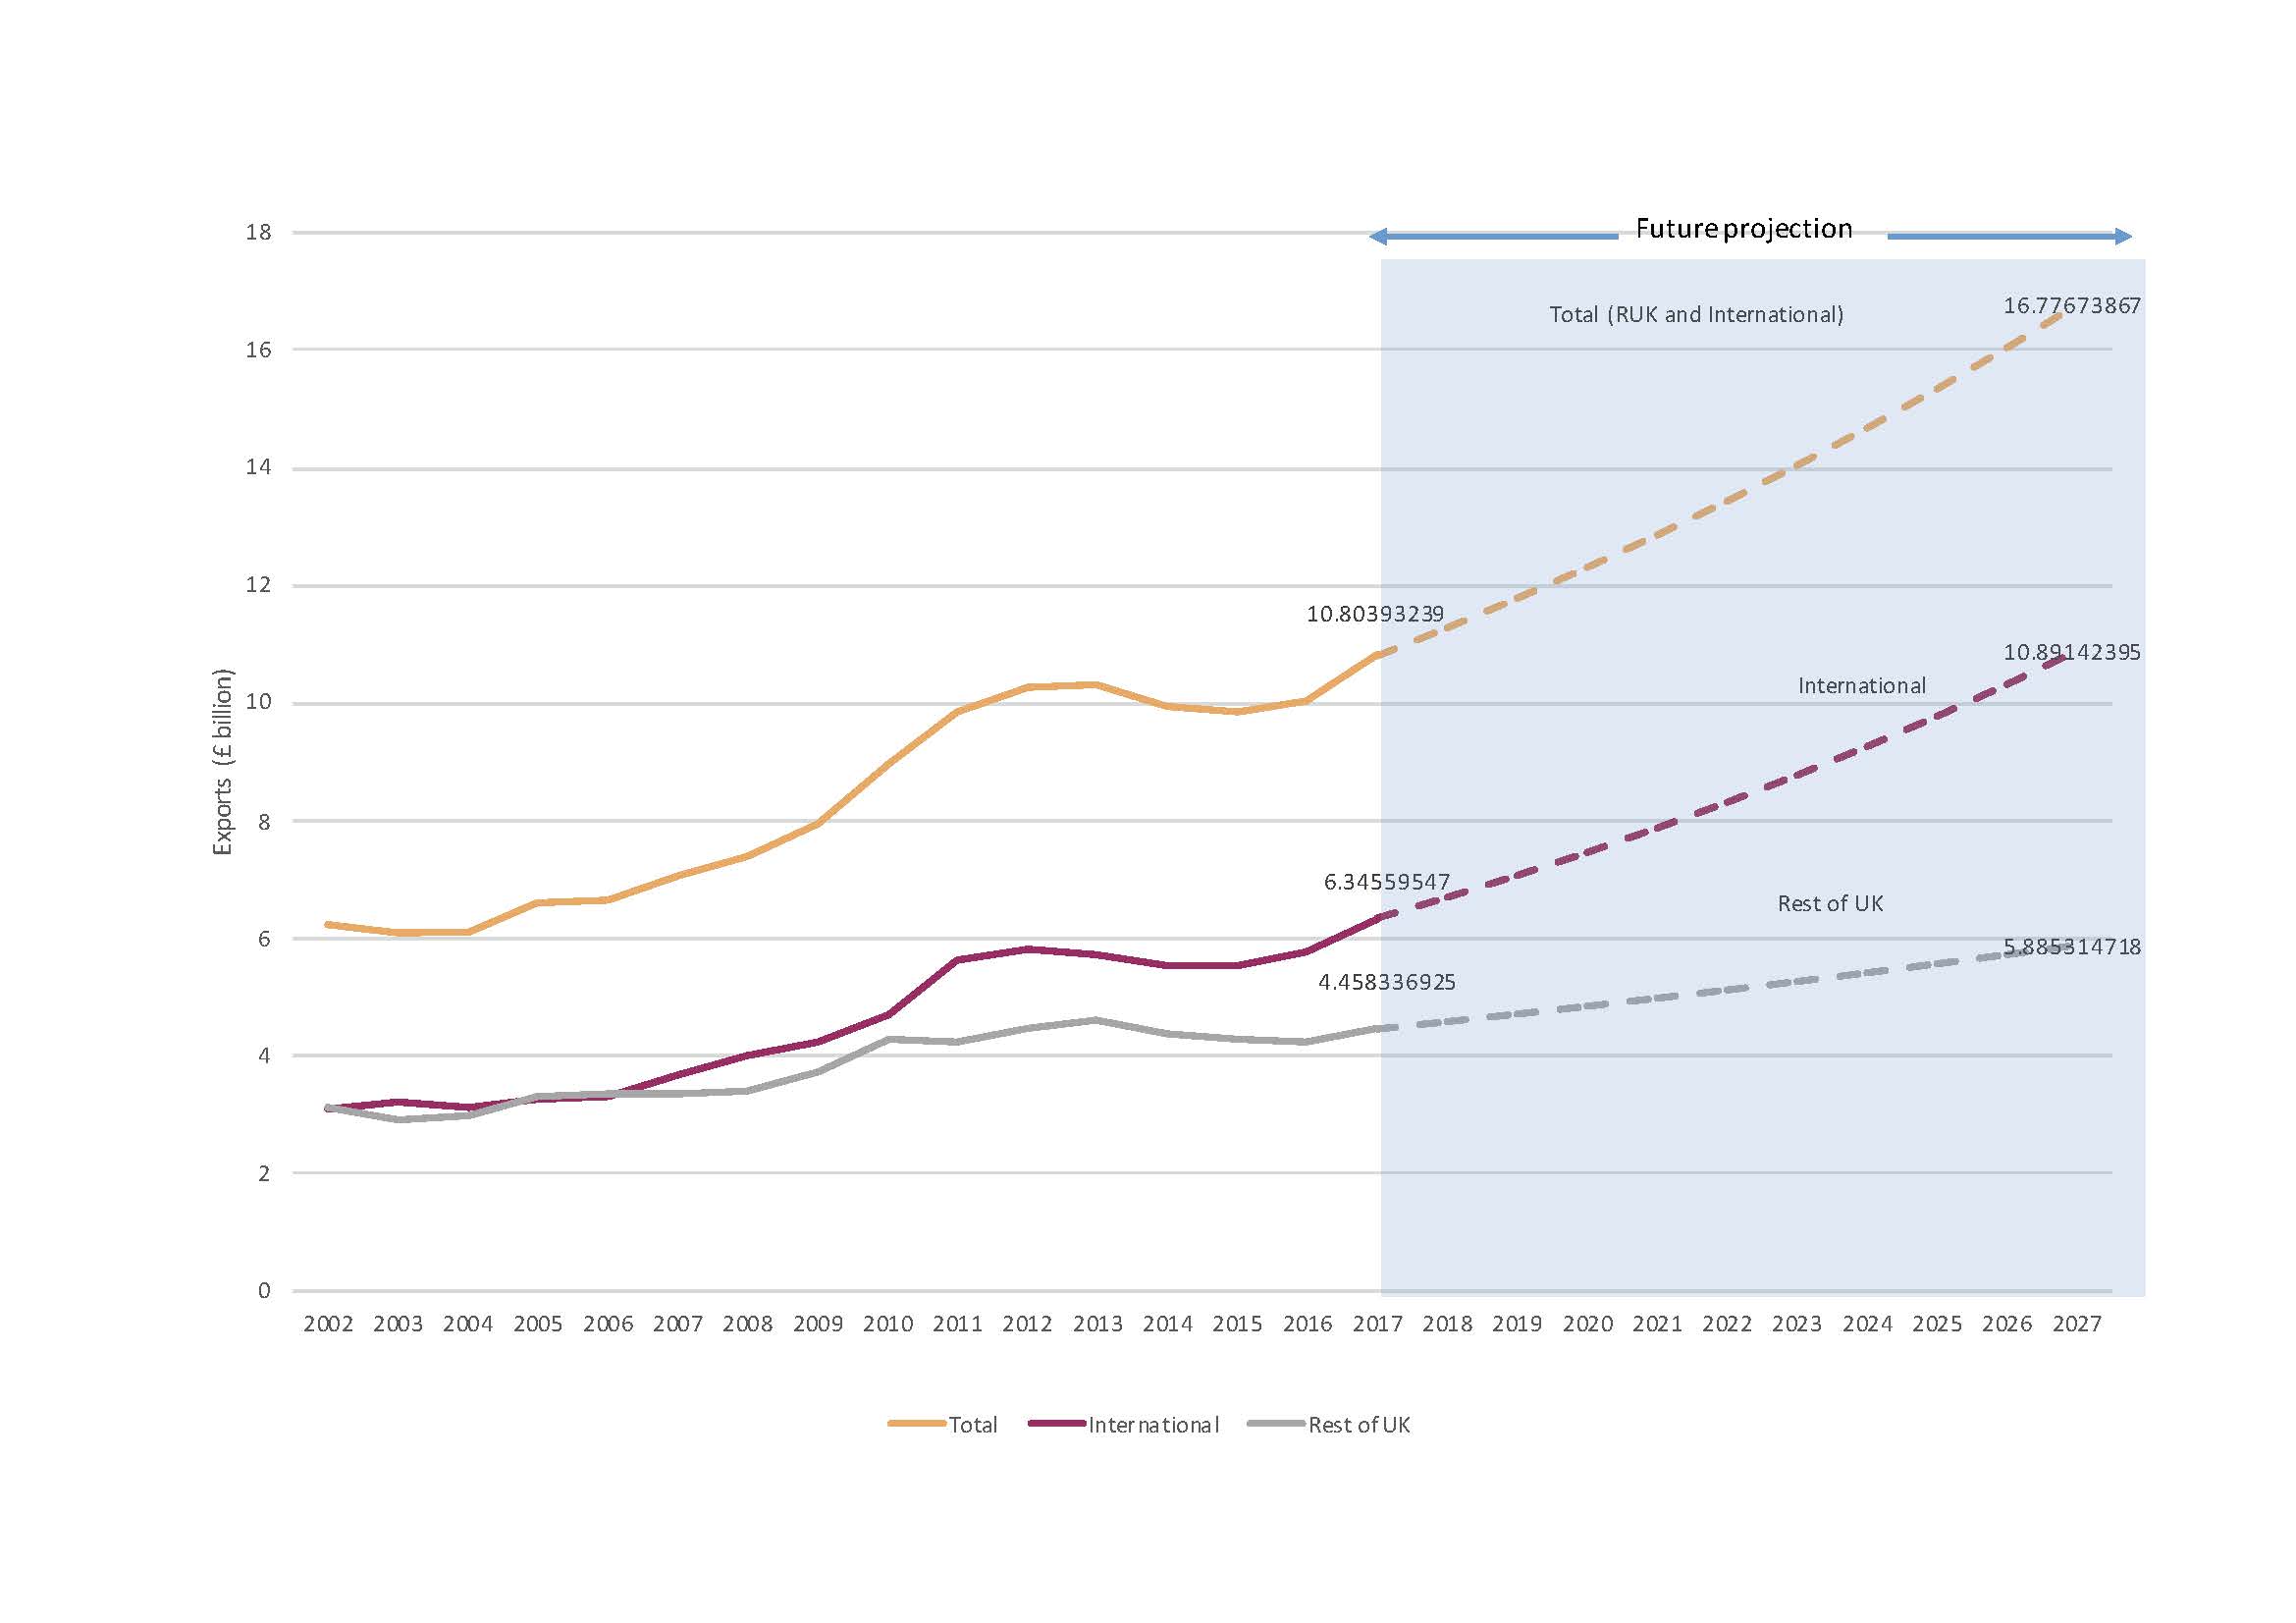 18
Future projection
16.77673867
Total (RUK and International)
16
14
12
10.80393239
10.89142395
International
10
Exports (£ billion)
8
6.34559547
Rest of UK
6
5.885314718
4.458336925
4
2
0
2002 2003 2004 2005 2006 2007 2008 2009 2010 2011 2012 2013 2014 2015 2016 2017 2018 2019 2020 2021 2022 2023 2024 2025 2026 2027
Total International Rest of UK